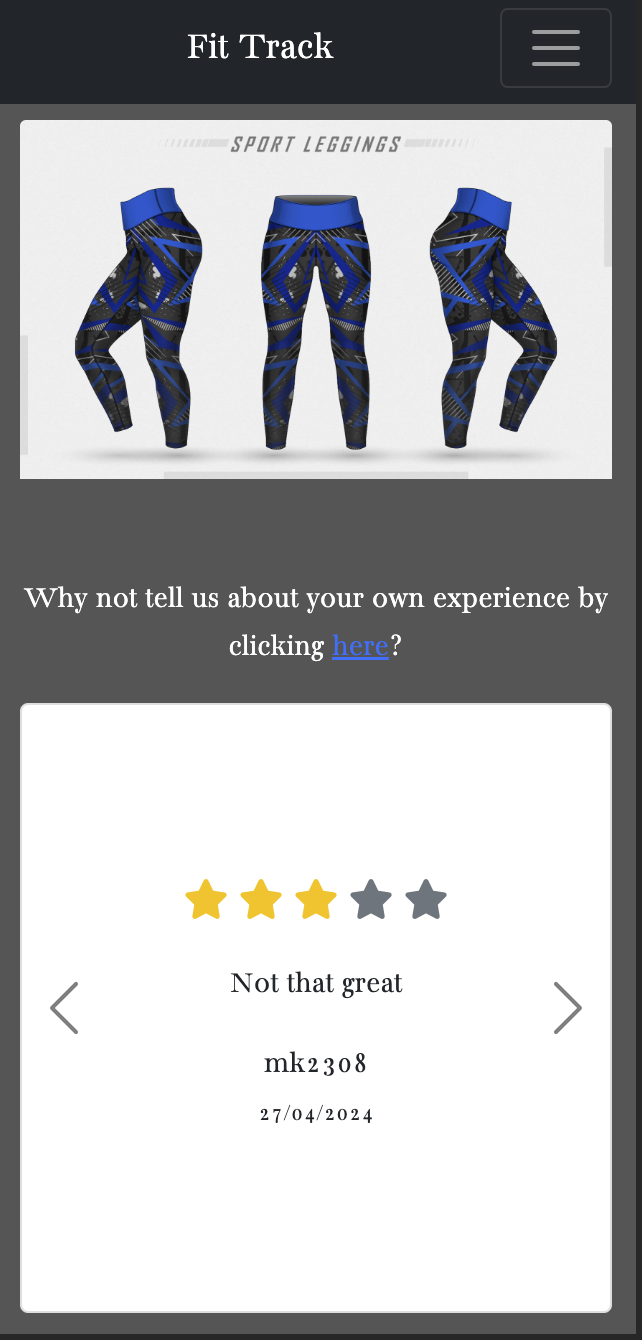 Fit Track
SPORT LEGGINGS
Why not tell us about your own experience by
clicking here?
Not that great
mk2308
27/04/2024